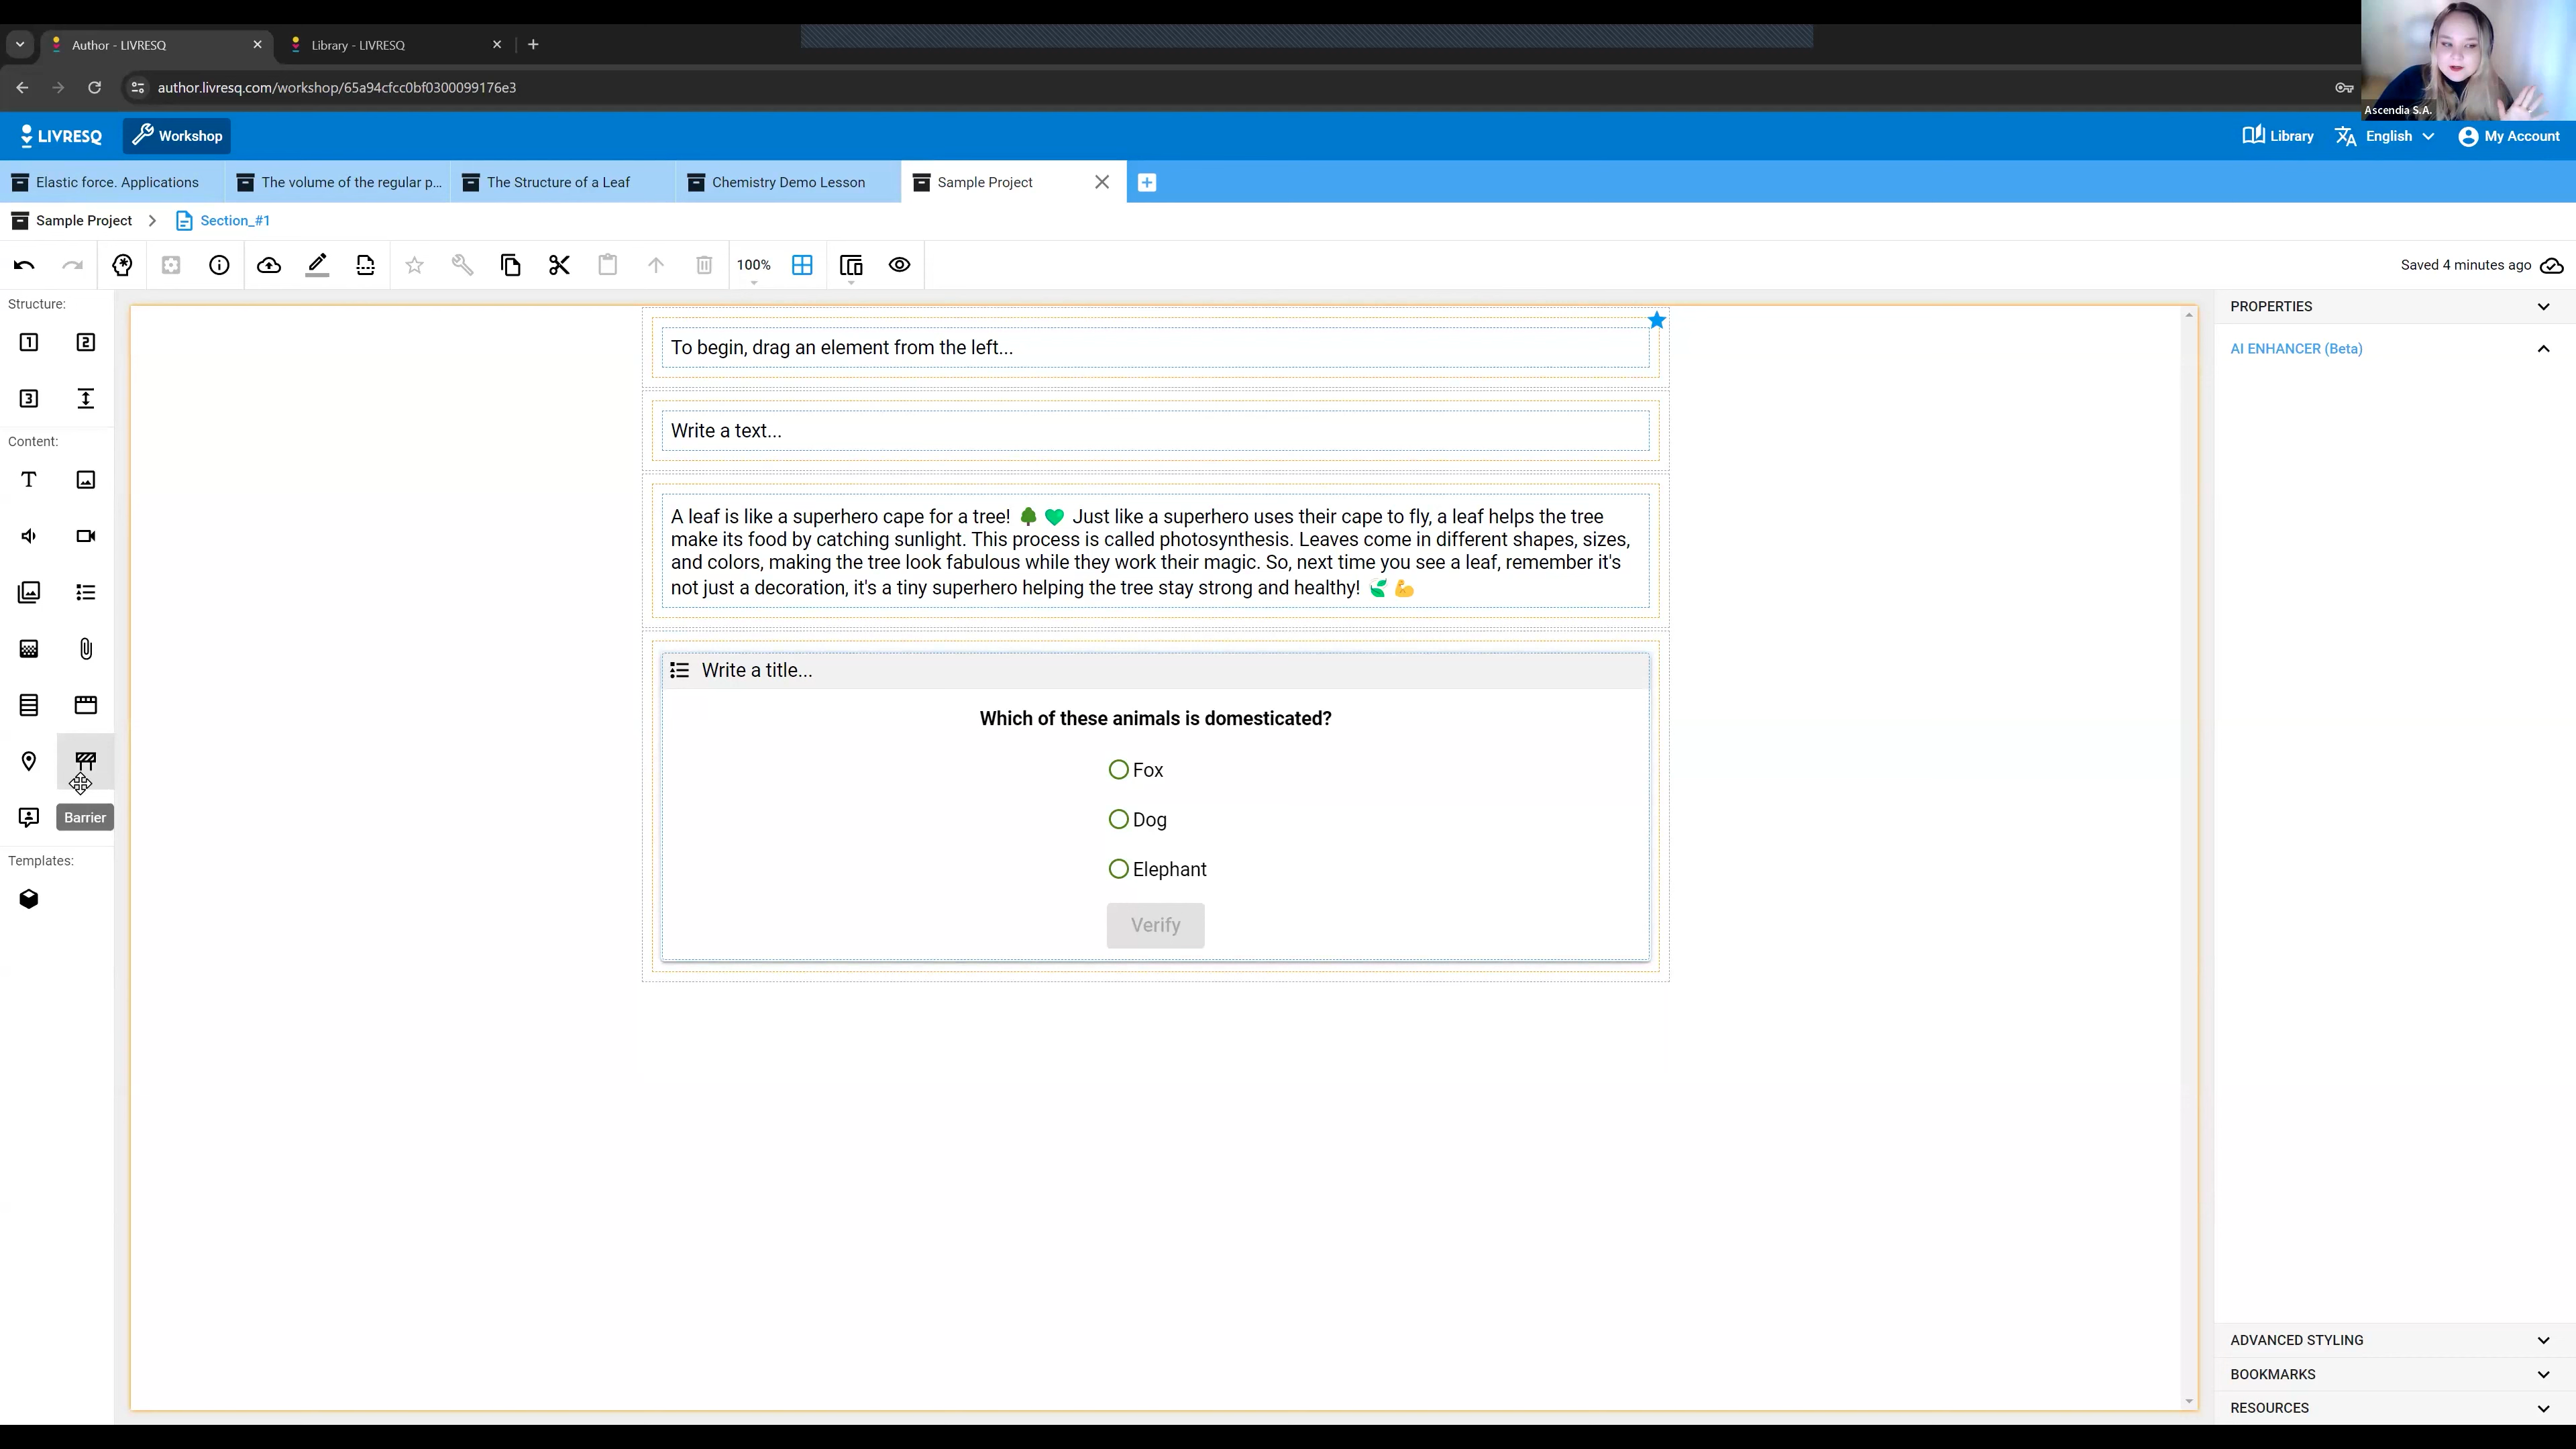 Author - LIVRESQ
Library - LIVRESQ
author.livresq.com/workshop/65a94cfcc0bf0300099176e3
Ascendia S.A.
LIVRESQ
Workshop
Library
English
My Account
Elastic force. Applications
The volume of the regular p...
The Structure of a Leaf
Chemistry Demo Lesson
Sample Project
Sample Project
Section_#1
100%
Saved 4 minutes ago
Structure:
1
2
3
Content:
T
Barrier
Templates:
To begin, drag an element from the left...
Write a text...
A leaf is like a superhero cape for a tree! 🌳 💚 Just like a superhero uses their cape to fly, a leaf helps the tree
make its food by catching sunlight. This process is called photosynthesis. Leaves come in different shapes, sizes,
and colors, making the tree look fabulous while they work their magic. So, next time you see a leaf, remember it's
not just a decoration, it's a tiny superhero helping the tree stay strong and healthy! 🍃 💪
Write a title...
Which of these animals is domesticated?
Fox
Dog
Elephant
Verify
PROPERTIES
AI ENHANCER (Beta)
ADVANCED STYLING
BOOKMARKS
RESOURCES